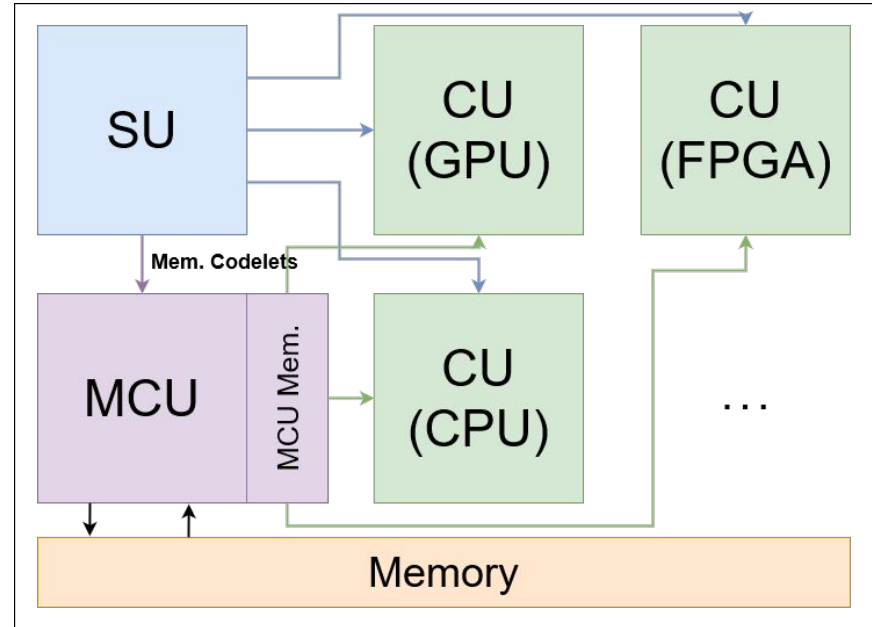 SU
CU
(GPU)
CU
(FPGA)
Mem. Codelets
MCU
MCU Mem.
CU
(CPU)
...
Memory